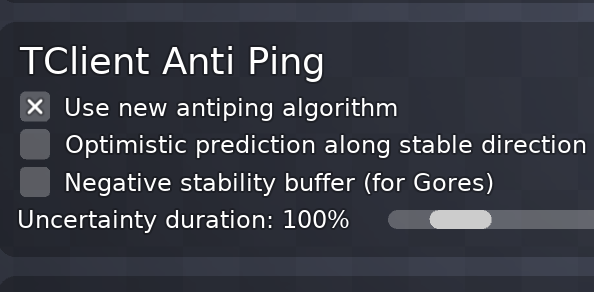 TClient Anti Ping
Use new antiping algorithm
Optimistic prediction along stable direction
Negative stability buffer (for Gores)
Uncertainty duration: 100%